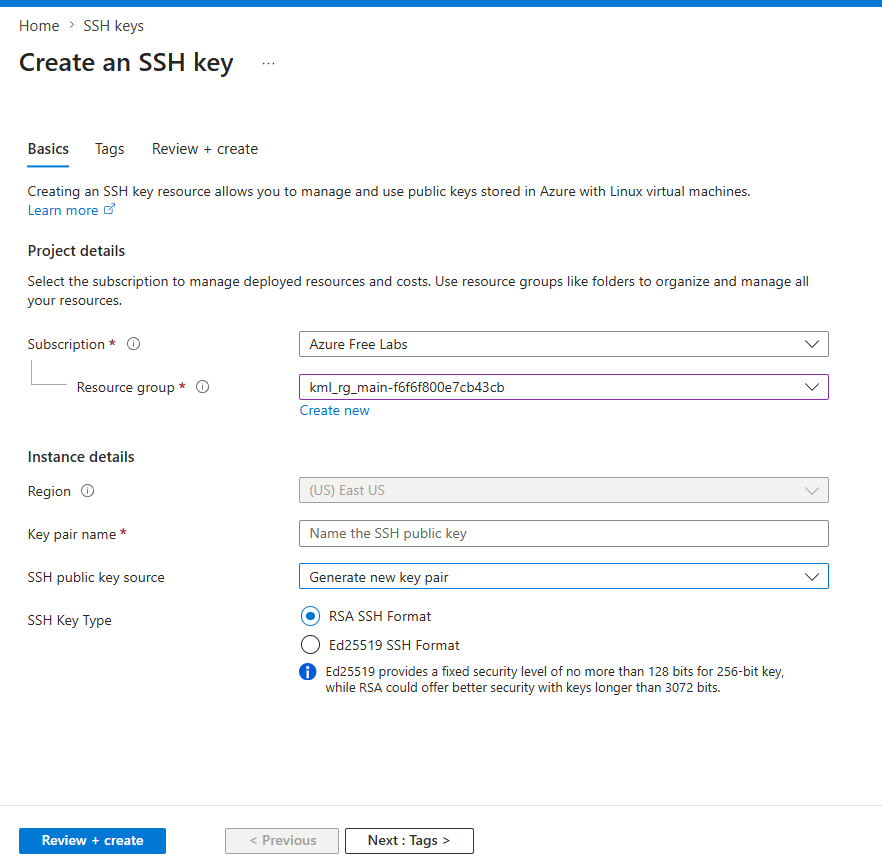 Home > SSH keys
Create an SSH key ...
Basics Tags Review + create
Creating an SSH key resource allows you to manage and use public keys stored in Azure with Linux virtual machines.
Learn more
Project details
Select the subscription to manage deployed resources and costs. Use resource groups like folders to organize and manage all
your resources.
Subscription * Azure Free Labs
Resource group * kml_rg_main-f6f6f800e7cb43cb
Create new
Instance details
Region (US) East US
Key pair name * Name the SSH public key
SSH public key source Generate new key pair
SSH Key Type RSA SSH Format
Ed25519 SSH Format
Ed25519 provides a fixed security level of no more than 128 bits for 256-bit key,
while RSA could offer better security with keys longer than 3072 bits.
Review + create < Previous Next : Tags >